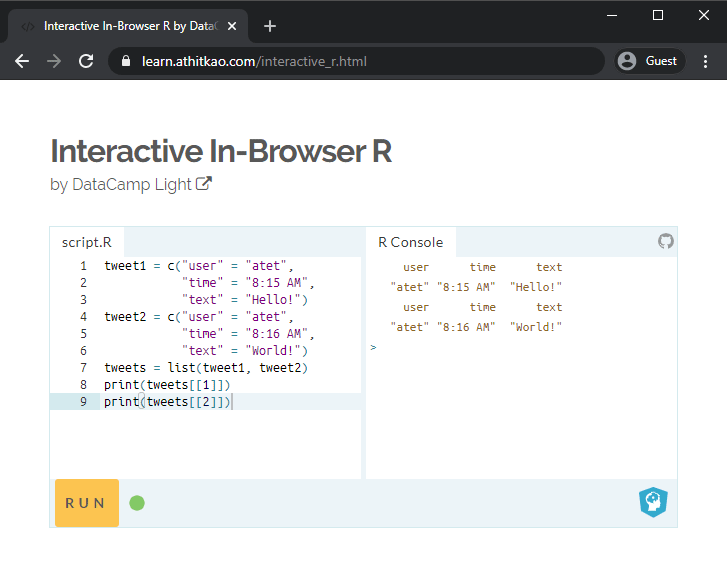 Interactive In-Browser R by DataC
learn.athitkao.com/interactive_r.html
Guest
Interactive In-Browser R
by DataCamp Light
script.R
1 tweet1 = c("user" = "atet",
2 "time" = "8:15 AM",
3 "text" = "Hello!")
4 tweet2 = c("user" = "atet",
5 "time" = "8:16 AM",
6 "text" = "World!")
7 tweets = list(tweet1, tweet2)
8 print(tweets[[1]])
9 print(tweets[[2]])
R Console
user time text
"atet" "8:15 AM" "Hello!"
user time text
"atet" "8:16 AM" "World!"
>
RUN